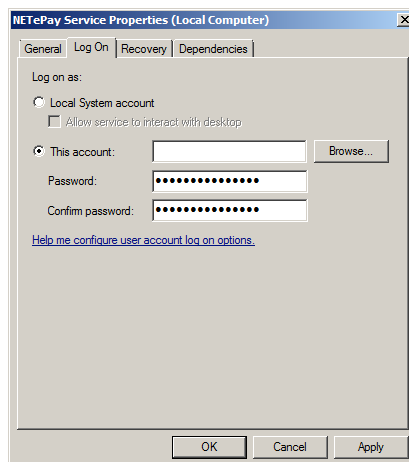 NETePay Service Properties (Local Computer)
General Log On Recovery Dependencies
Log on as:
Local System account
Allow service to interact with desktop
This account: Browse...
Password: •••••••••••••••
Confirm password: •••••••••••••••
Help me configure user account log on options.
OK Cancel Apply